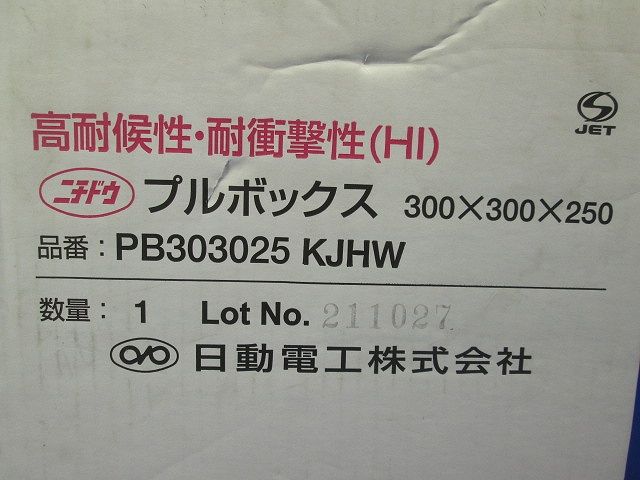 JET
高耐候性・耐衝撃性(HI)
ニチドウ プルボックス 300×300×250
品番：PB303025 KJHW
数量：1 Lot No. 211027
日動電工株式会社